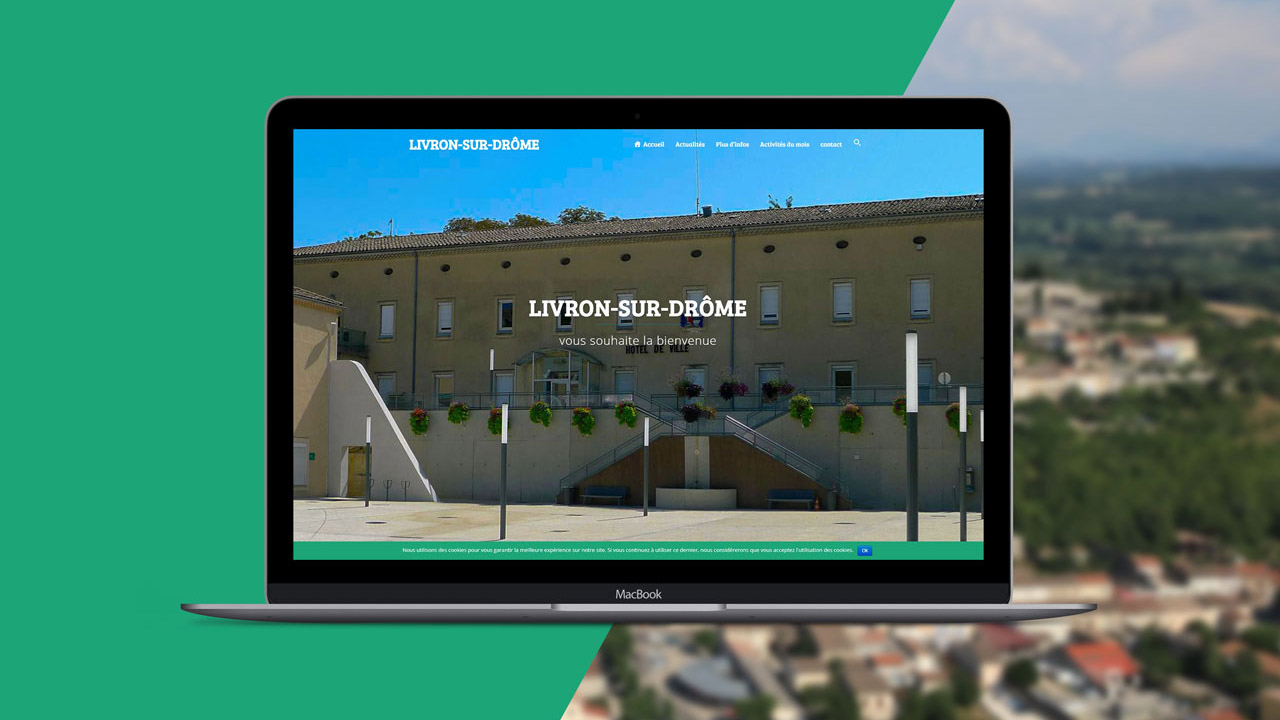 LIVRON-SUR-DRÔME
Accueil Actualités Plus d'infos Activités du mois contact
LIVRON-SUR-DRÔME
vous souhaite la bienvenue
HOTEL DE VILLE
Nous utilisons des cookies pour vous garantir la meilleure expérience sur notre site. Si vous continuez à utiliser ce dernier, nous considérerons que vous acceptez l'utilisation des cookies. Ok
MacBook